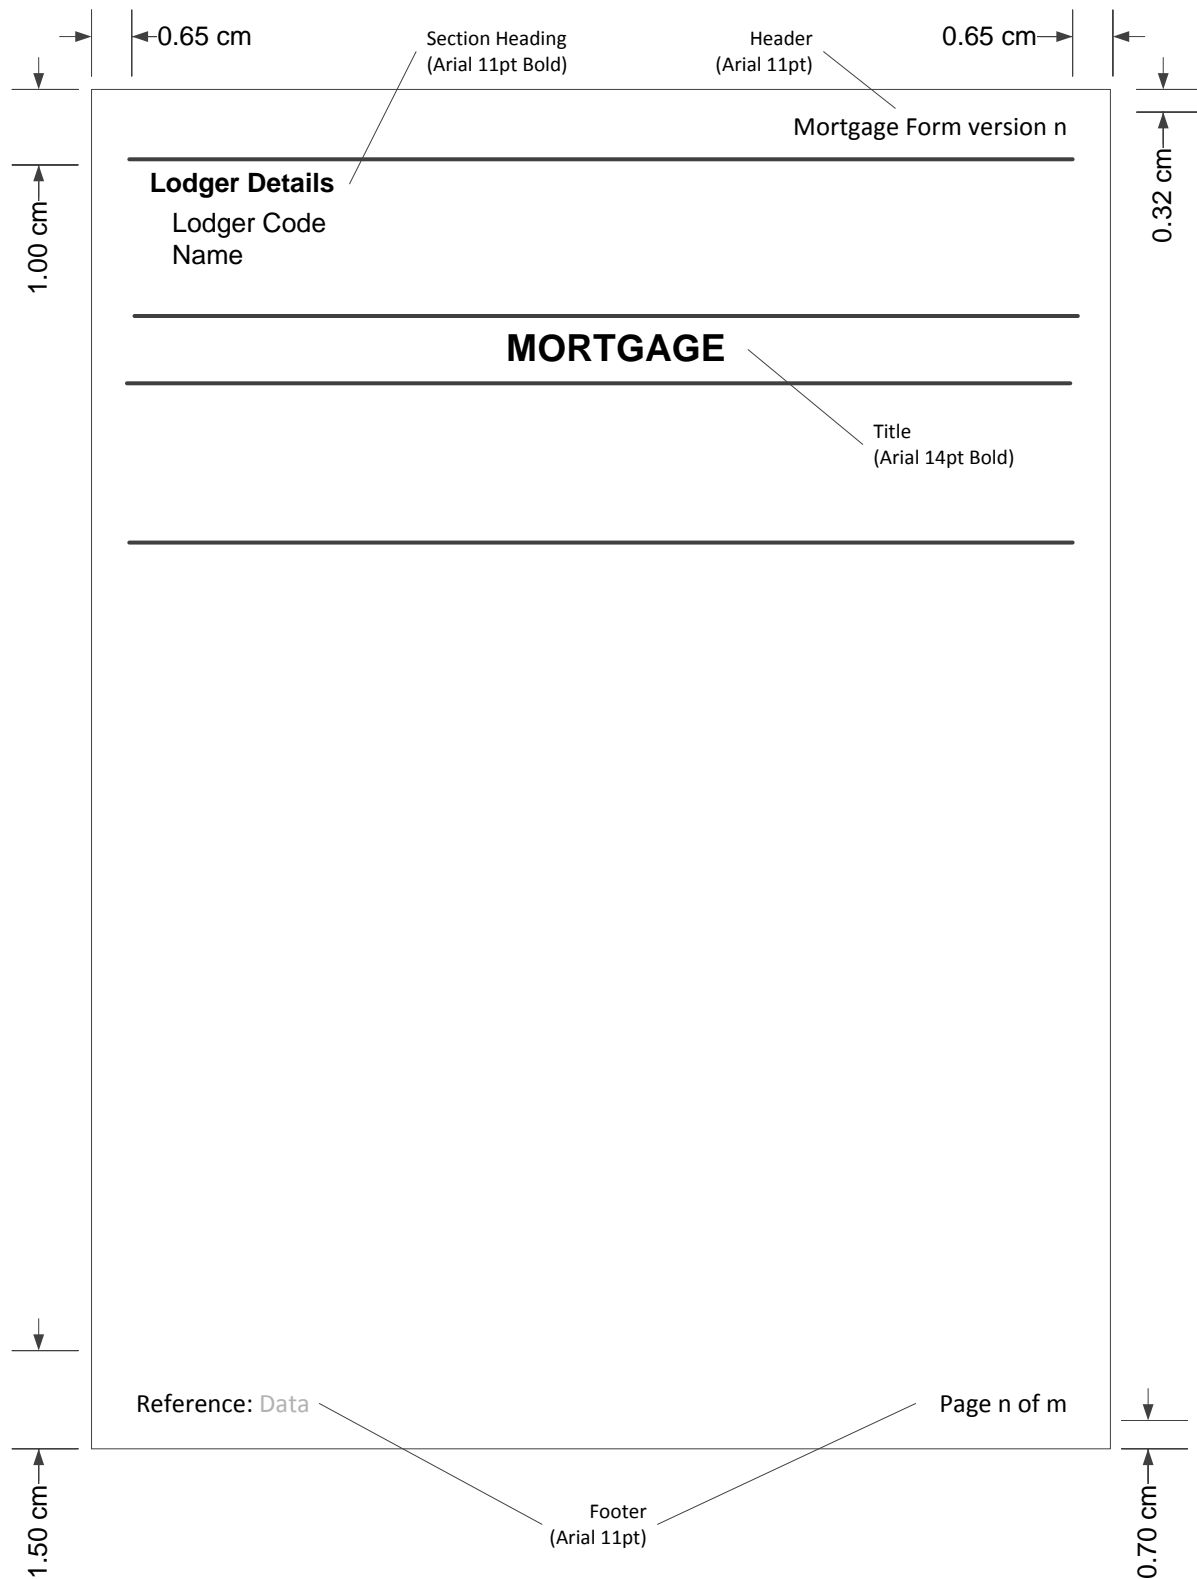 0.65 cm
Section Heading
(Arial 11pt Bold)
Header
(Arial 11pt)
0.65 cm
Mortgage Form version n
1.00 cm
0.32 cm
Lodger Details
Lodger Code
Name
MORTGAGE
Title
(Arial 14pt Bold)
Reference: Data
Page n of m
1.50 cm
Footer
(Arial 11pt)
0.70 cm